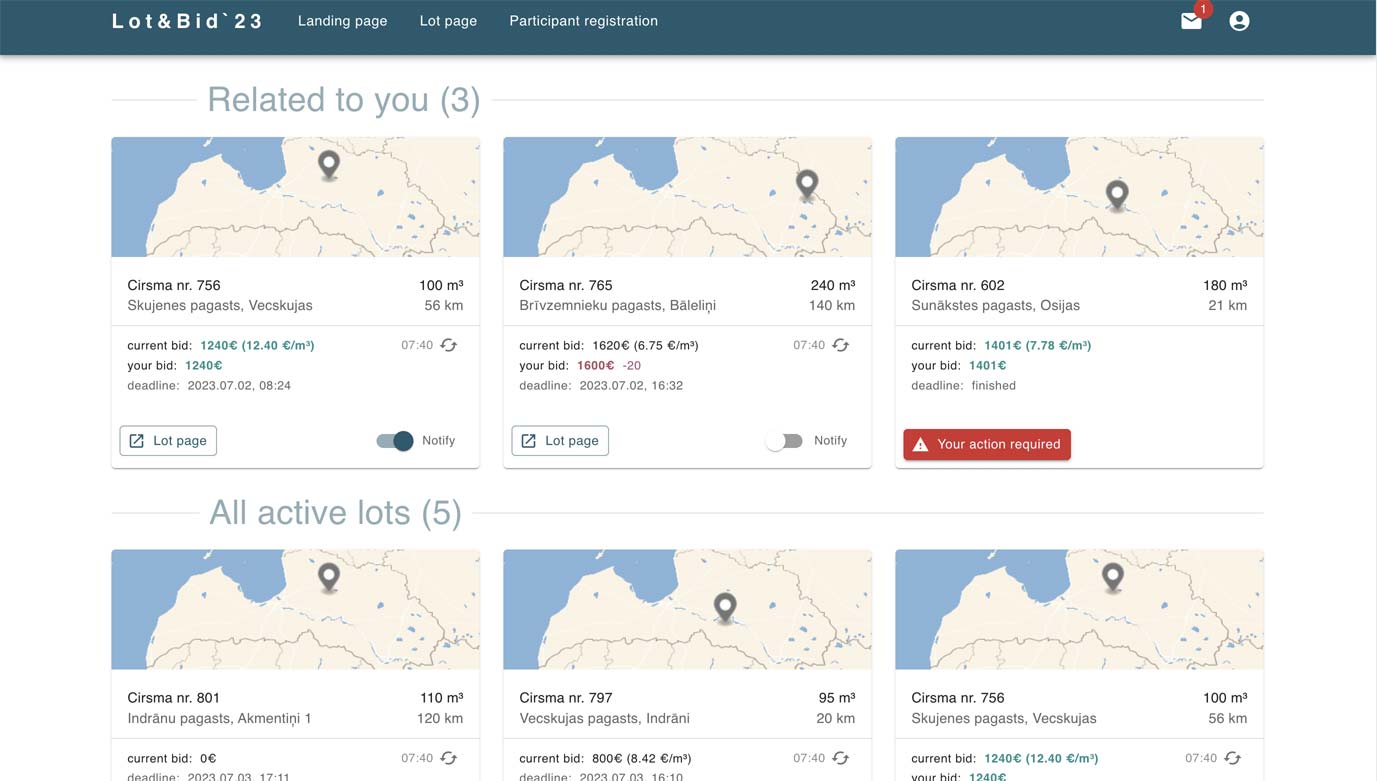 Lot&Bid`23 Landing page Lot page Participant registration 1
Related to you (3)
Cirsma nr. 756 100 m³
Skujenes pagasts, Vecskujas 56 km
current bid: 1240€ (12.40 €/m³) 07:40
your bid: 1240€
deadline: 2023.07.02, 08:24
Lot page Notify
Cirsma nr. 765 240 m³
Brīvzemnieku pagasts, Bāleliņi 140 km
current bid: 1620€ (6.75 €/m³) 07:40
your bid: 1600€ -20
deadline: 2023.07.02, 16:32
Lot page Notify
Cirsma nr. 602 180 m³
Sunākstes pagasts, Osijas 21 km
current bid: 1401€ (7.78 €/m³)
your bid: 1401€
deadline: finished
Your action required
All active lots (5)
Cirsma nr. 801 110 m³
Indrānu pagasts, Akmentiņi 1 120 km
current bid: 0€ 07:40
deadline: 2023.07.03, 17:11
Cirsma nr. 797 95 m³
Vecskujas pagasts, Indrāni 20 km
current bid: 800€ (8.42 €/m³) 07:40
deadline: 2023.07.03, 16:10
Cirsma nr. 756 100 m³
Skujenes pagasts, Vecskujas 56 km
current bid: 1240€ (12.40 €/m³) 07:40
your bid: 1240€